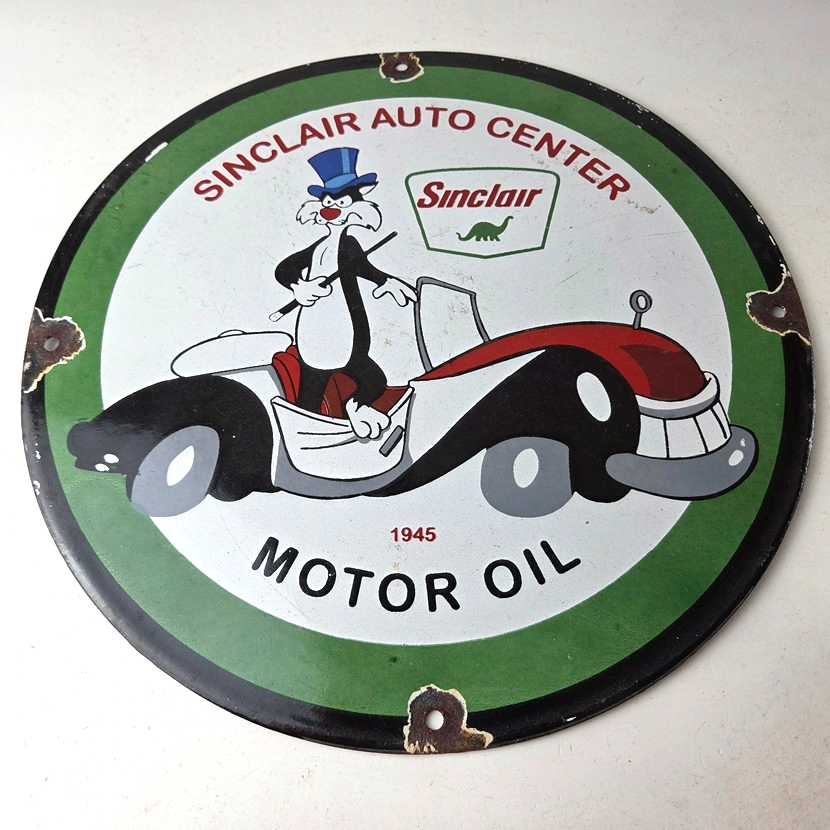 SINCLAIR AUTO CENTER
Sinclair
1945
MOTOR OIL